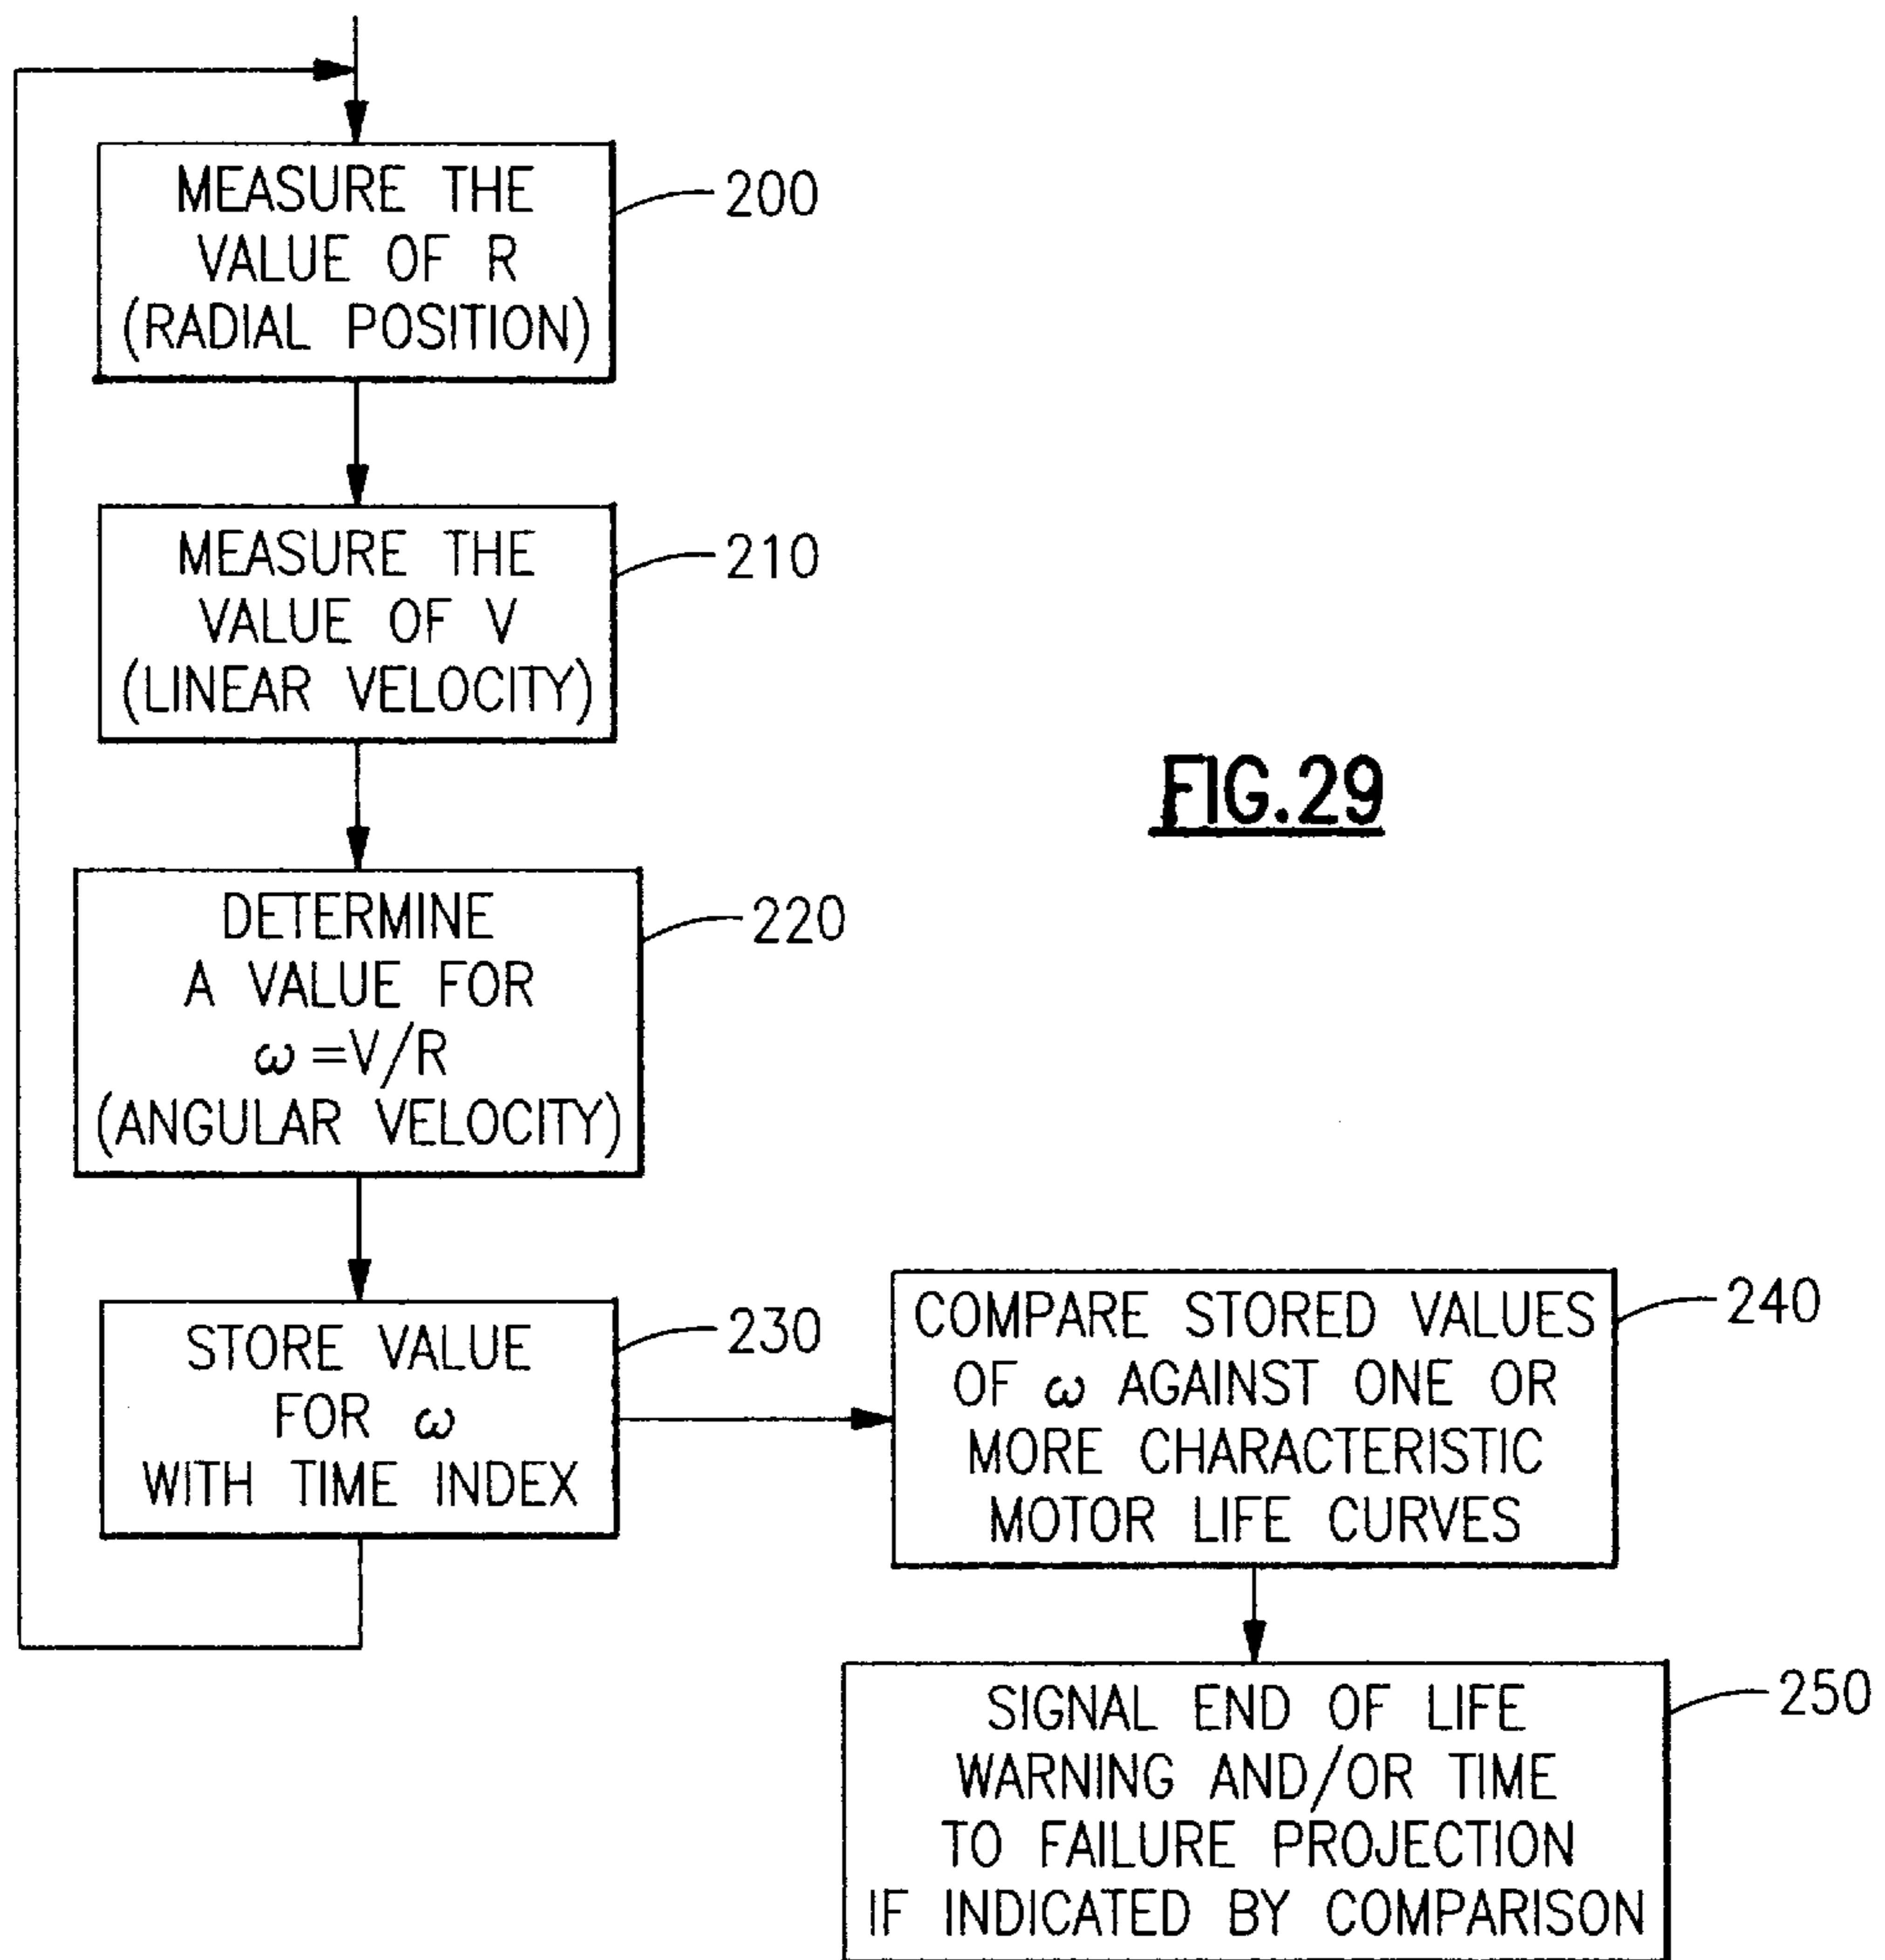 MEASURE THE
VALUE OF R
(RADIAL POSITION)
200
MEASURE THE
VALUE OF V
(LINEAR VELOCITY)
210
FIG.29
DETERMINE
A VALUE FOR
ω=V/R
(ANGULAR VELOCITY)
220
STORE VALUE
FOR ω
WITH TIME INDEX
230
COMPARE STORED VALUES
OF ω AGAINST ONE OR
MORE CHARACTERISTIC
MOTOR LIFE CURVES
240
SIGNAL END OF LIFE
WARNING AND/OR TIME
TO FAILURE PROJECTION
IF INDICATED BY COMPARISON
250